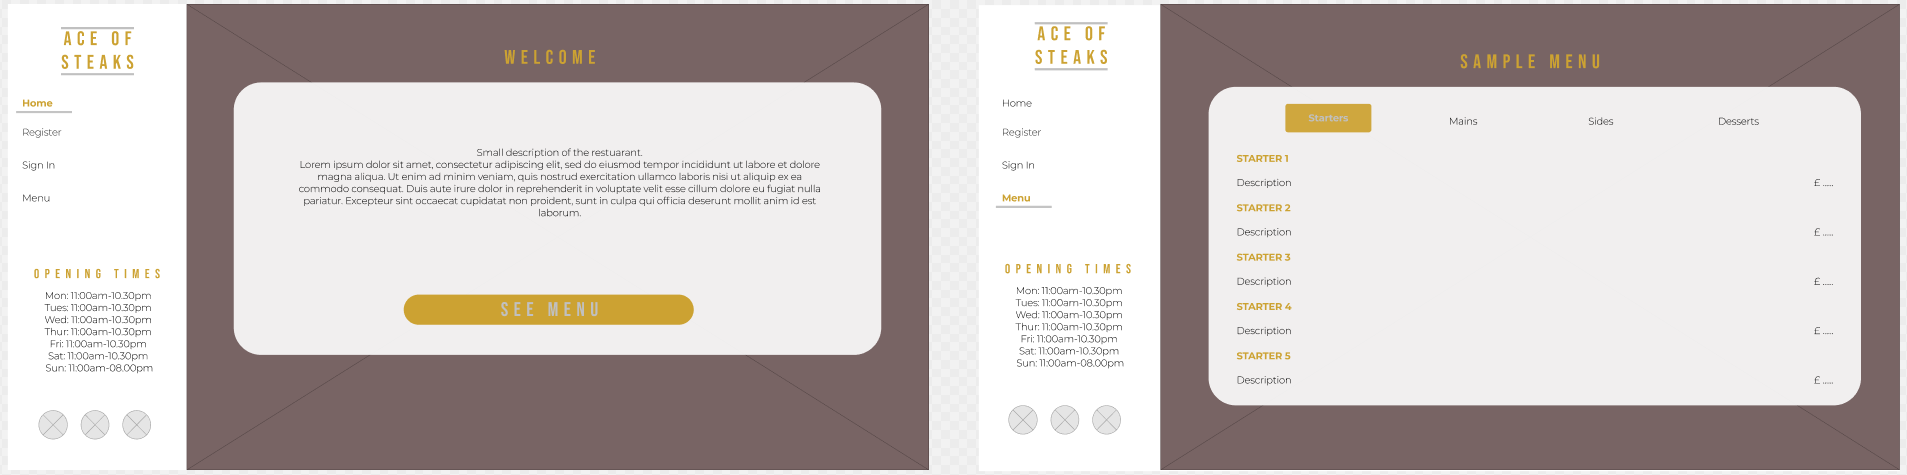 ACE OF
STEAKS
Home
Register
Sign In
Menu
OPENING TIMES
Mon: 11:00am-10.30pm
Tues: 11:00am-10.30pm
Wed: 11:00am-10.30pm
Thur: 11:00am-10.30pm
Fri: 11:00am-10.30pm
Sat: 11:00am-10.30pm
Sun: 11:00am-08.00pm
WELCOME
Small description of the restuarant.
Lorem ipsum dolor sit amet, consectetur adipiscing elit, sed do eiusmod tempor incididunt ut labore et dolore
magna aliqua. Ut enim ad minim veniam, quis nostrud exercitation ullamco laboris nisi ut aliquip ex ea
commodo consequat. Duis aute irure dolor in reprehenderit in voluptate velit esse cillum dolore eu fugiat nulla
pariatur. Excepteur sint occaecat cupidatat non proident, sunt in culpa qui officia deserunt mollit anim id est
laborum.
SEE MENU
ACE OF
STEAKS
Home
Register
Sign In
Menu
OPENING TIMES
Mon: 11:00am-10.30pm
Tues: 11:00am-10.30pm
Wed: 11:00am-10.30pm
Thur: 11:00am-10.30pm
Fri: 11:00am-10.30pm
Sat: 11:00am-10.30pm
Sun: 11:00am-08.00pm
SAMPLE MENU
Starters Mains Sides Desserts
STARTER 1
Description £ .....
STARTER 2
Description £ .....
STARTER 3
Description £ .....
STARTER 4
Description £ .....
STARTER 5
Description £ .....